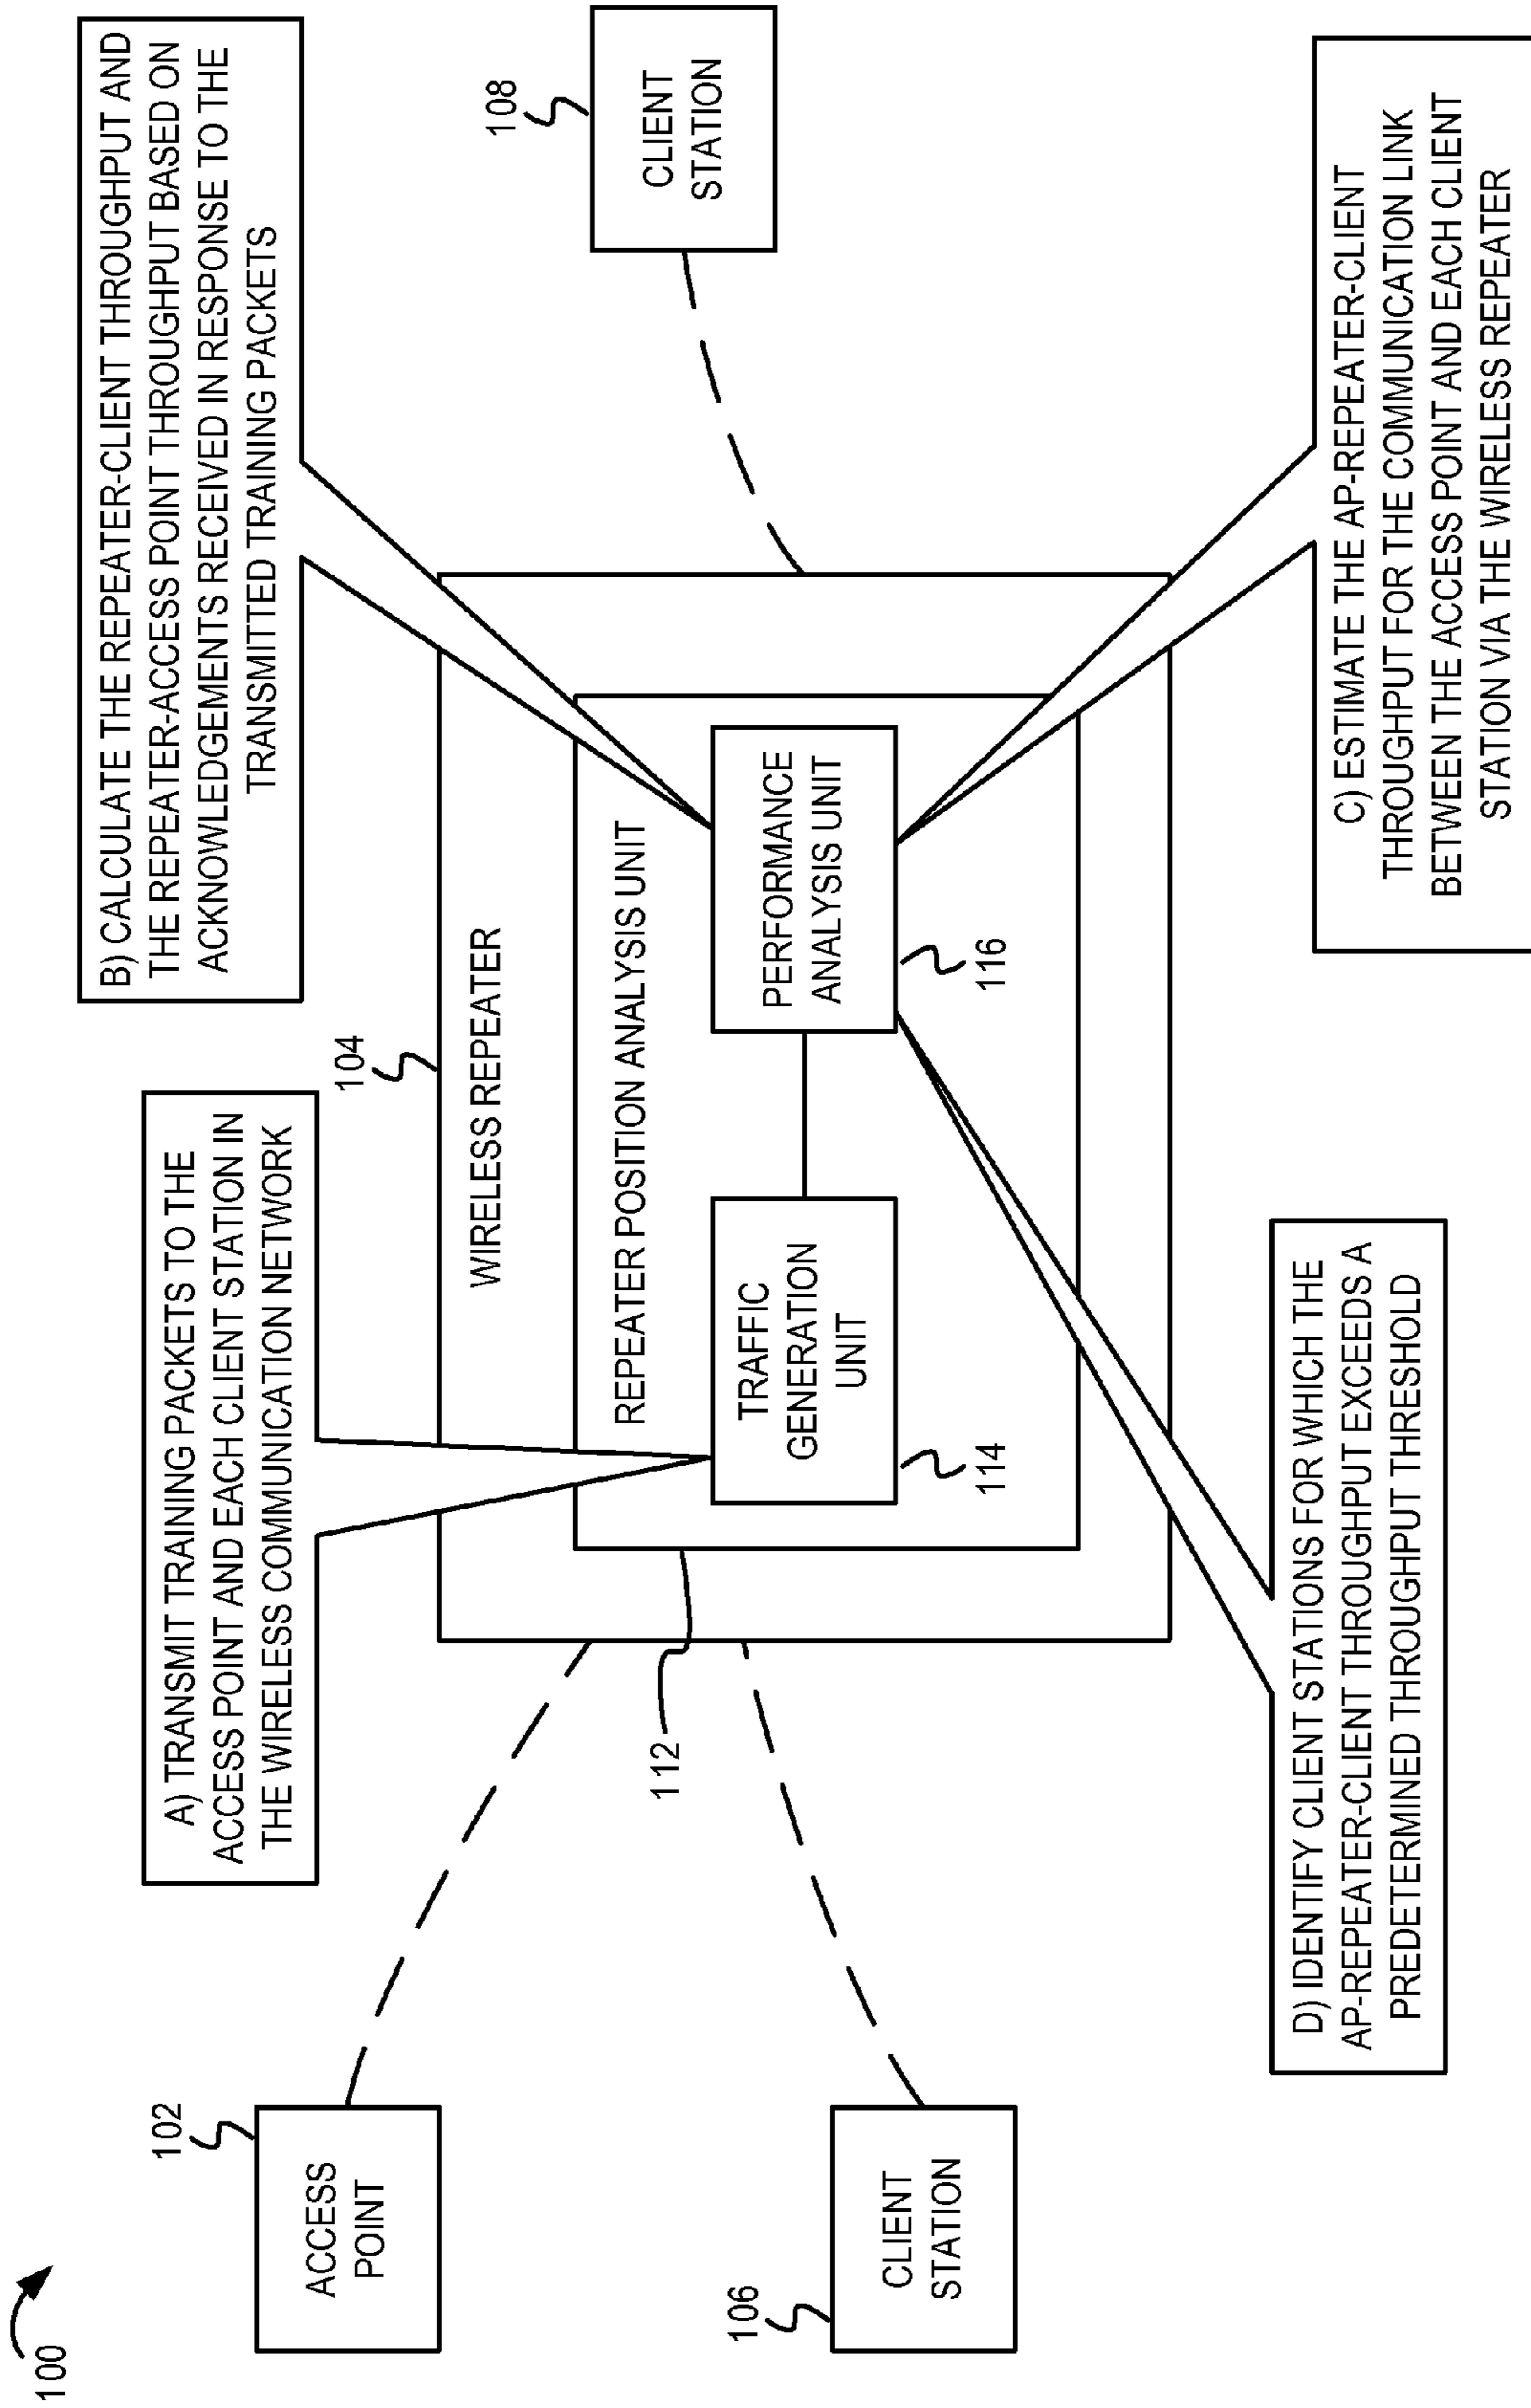 100
A) TRANSMIT TRAINING PACKETS TO THE
ACCESS POINT AND EACH CLIENT STATION IN
THE WIRELESS COMMUNICATION NETWORK
B) CALCULATE THE REPEATER-CLIENT THROUGHPUT AND
THE REPEATER-ACCESS POINT THROUGHPUT BASED ON
ACKNOWLEDGEMENTS RECEIVED IN RESPONSE TO THE
TRANSMITTED TRAINING PACKETS
102
ACCESS
POINT
104
WIRELESS REPEATER
108
CLIENT
STATION
112
REPEATER POSITION ANALYSIS UNIT
TRAFFIC
GENERATION
UNIT
114
PERFORMANCE
ANALYSIS UNIT
116
106
CLIENT
STATION
D) IDENTIFY CLIENT STATIONS FOR WHICH THE
AP-REPEATER-CLIENT THROUGHPUT EXCEEDS A
PREDETERMINED THROUGHPUT THRESHOLD
C) ESTIMATE THE AP-REPEATER-CLIENT
THROUGHPUT FOR THE COMMUNICATION LINK
BETWEEN THE ACCESS POINT AND EACH CLIENT
STATION VIA THE WIRELESS REPEATER